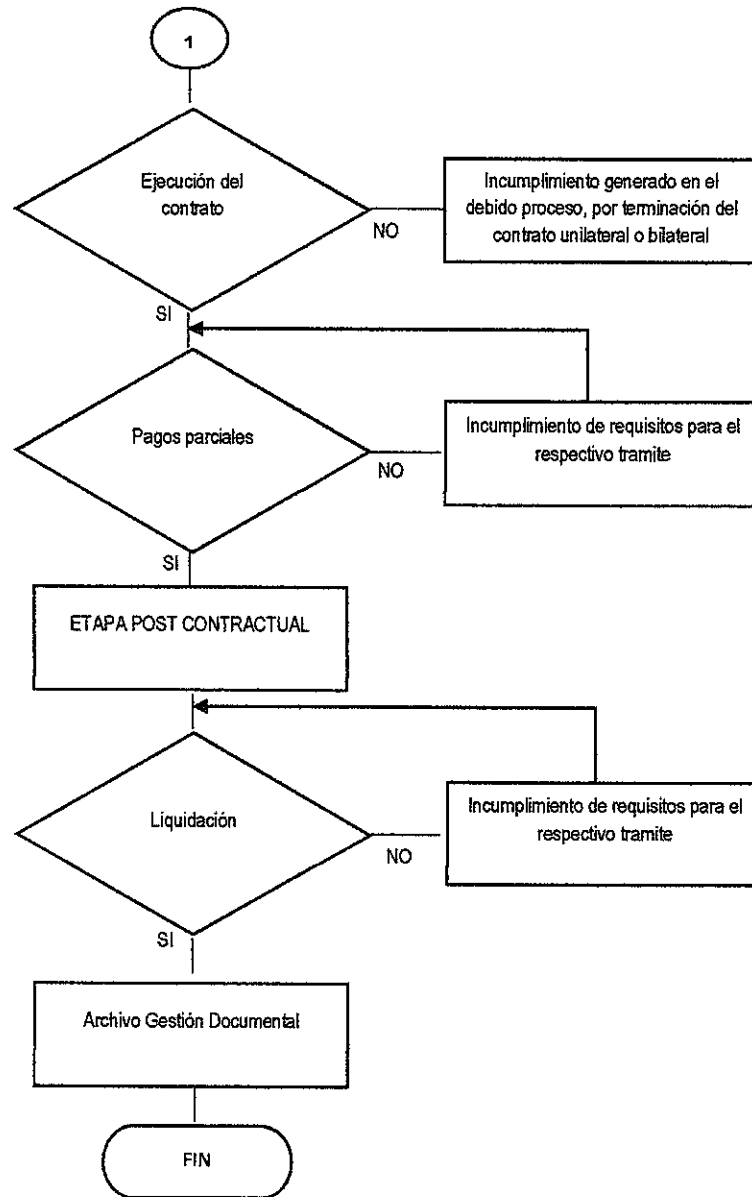 1
Ejecución del
contrato
NO
Incumplimiento generado en el
debido proceso, por terminación del
contrato unilateral o bilateral
SI
Pagos parciales
NO
Incumplimiento de requisitos para el
respectivo tramite
SI
ETAPA POST CONTRACTUAL
Liquidación
NO
Incumplimiento de requisitos para el
respectivo tramite
SI
Archivo Gestión Documental
FIN